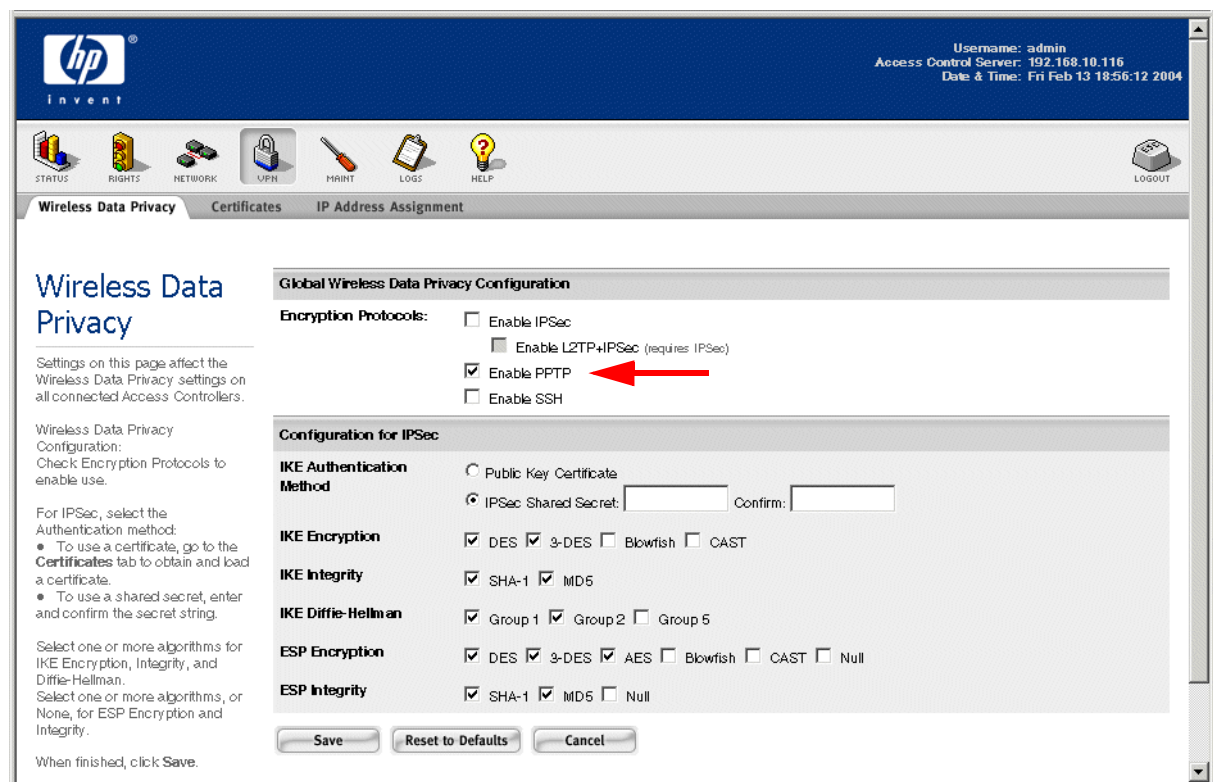 hp
®
invent
Username: admin
Access Control Server: 192.168.10.116
Date & Time: Fri Feb 13 18:56:12 2004
STATUS RIGHTS NETWORK VPN MAINT LOGS HELP LOGOUT
Wireless Data Privacy Certificates IP Address Assignment
Wireless Data
Privacy
Settings on this page affect the
Wireless Data Privacy settings on
all connected Access Controllers.
Wireless Data Privacy
Configuration:
Check Encryption Protocols to
enable use.
For IPSec, select the
Authentication method:
● To use a certificate, go to the
Certificates tab to obtain and load
a certificate.
● To use a shared secret, enter
and confirm the secret string.
Select one or more algorithms for
IKE Encryption, Integrity, and
Diffie-Hellman.
Select one or more algorithms, or
None, for ESP Encryption and
Integrity.
When finished, click Save.
Global Wireless Data Privacy Configuration
Encryption Protocols:
Enable IPSec
Enable L2TP+IPSec (requires IPSec)
Enable PPTP
Enable SSH
Configuration for IPSec
IKE Authentication
Method
Public Key Certificate
IPSec Shared Secret: Confirm:
IKE Encryption DES 3-DES Blowfish CAST
IKE Integrity SHA-1 MD5
IKE Diffie-Hellman Group 1 Group 2 Group 5
ESP Encryption DES 3-DES AES Blowfish CAST Null
ESP Integrity SHA-1 MD5 Null
Save Reset to Defaults Cancel